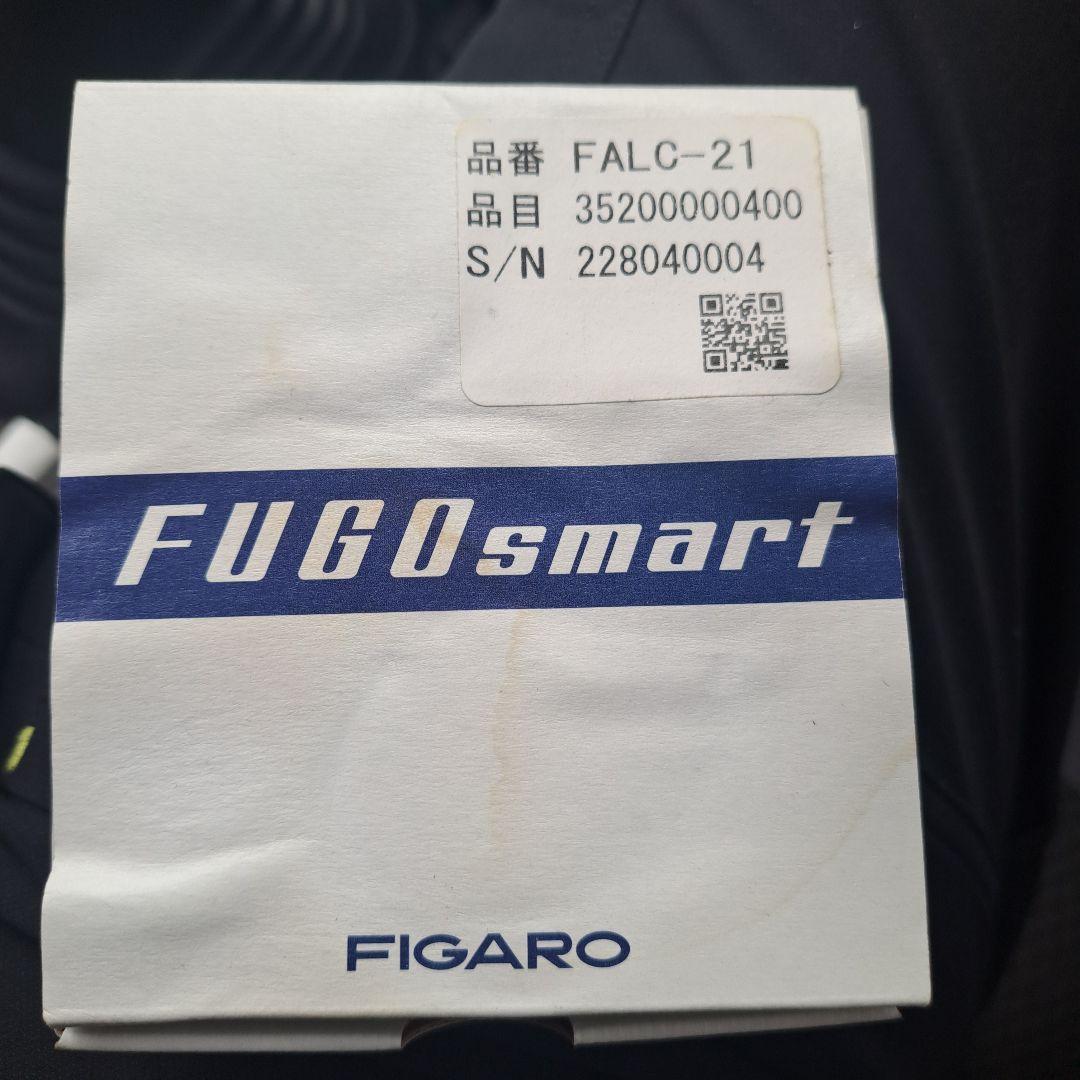 品番 FALC-21
品目 35200000400
S/N 228040004
FUGOsmart
FIGARO